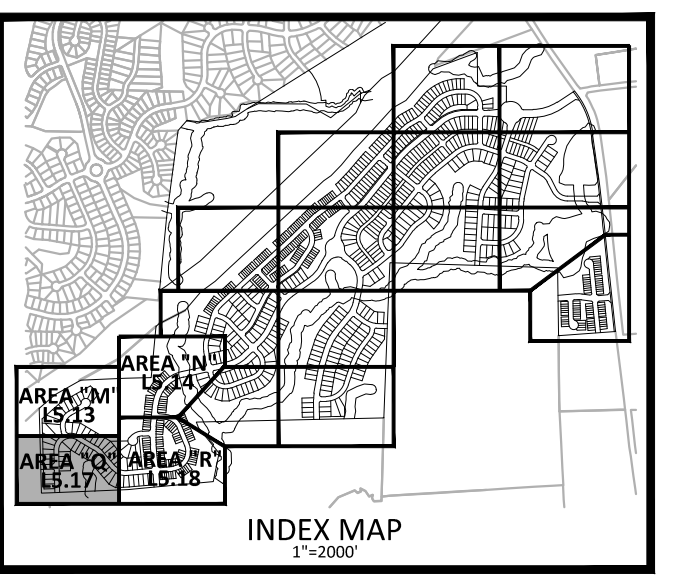 AREA "N"
L5.14
AREA "M"
L5.13
AREA "Q"
L5.17
AREA "R"
L5.18
INDEX MAP
1"=2000'